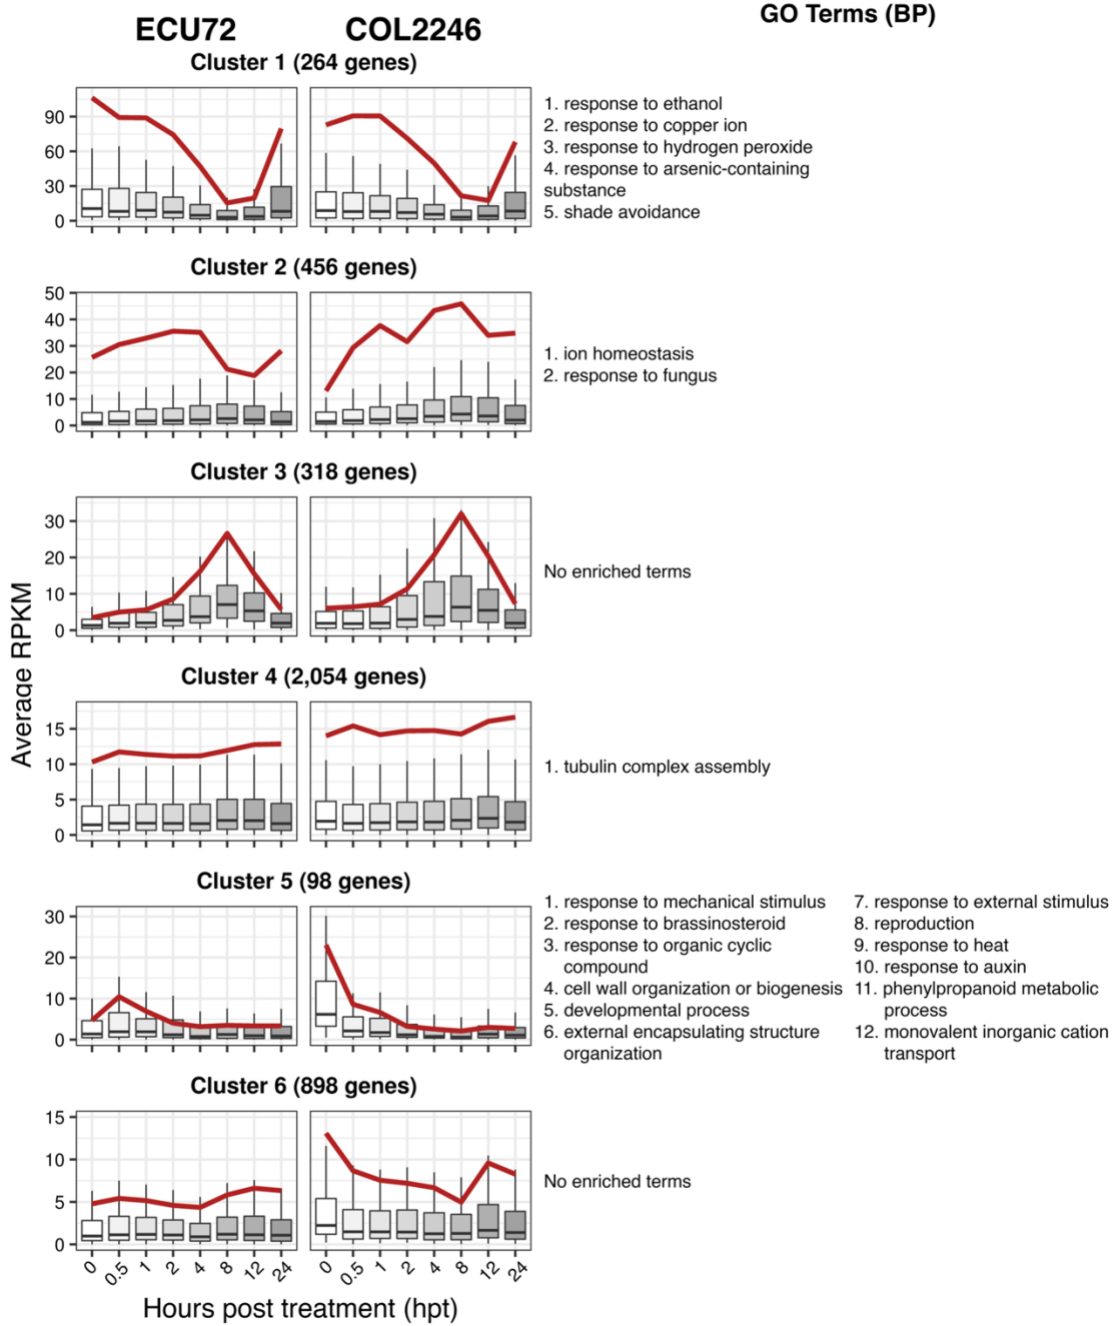 GO Terms (BP)
ECU72 COL2246
Cluster 1 (264 genes)
90
60
30
0
1. response to ethanol
2. response to copper ion
3. response to hydrogen peroxide
4. response to arsenic-containing
substance
5. shade avoidance
Cluster 2 (456 genes)
50
40
30
20
10
0
1. ion homeostasis
2. response to fungus
Cluster 3 (318 genes)
30
20
10
0
No enriched terms
Average RPKM
Cluster 4 (2,054 genes)
15
10
5
0
1. tubulin complex assembly
Cluster 5 (98 genes)
30
20
10
0
1. response to mechanical stimulus
2. response to brassinosteroid
3. response to organic cyclic
compound
4. cell wall organization or biogenesis
5. developmental process
6. external encapsulating structure
organization
7. response to external stimulus
8. reproduction
9. response to heat
10. response to auxin
11. phenylpropanoid metabolic
process
12. monovalent inorganic cation
transport
Cluster 6 (898 genes)
15
10
5
0
No enriched terms
0 0.5 1 2 4 8 12 24 0 0.5 1 2 4 8 12 24
Hours post treatment (hpt)